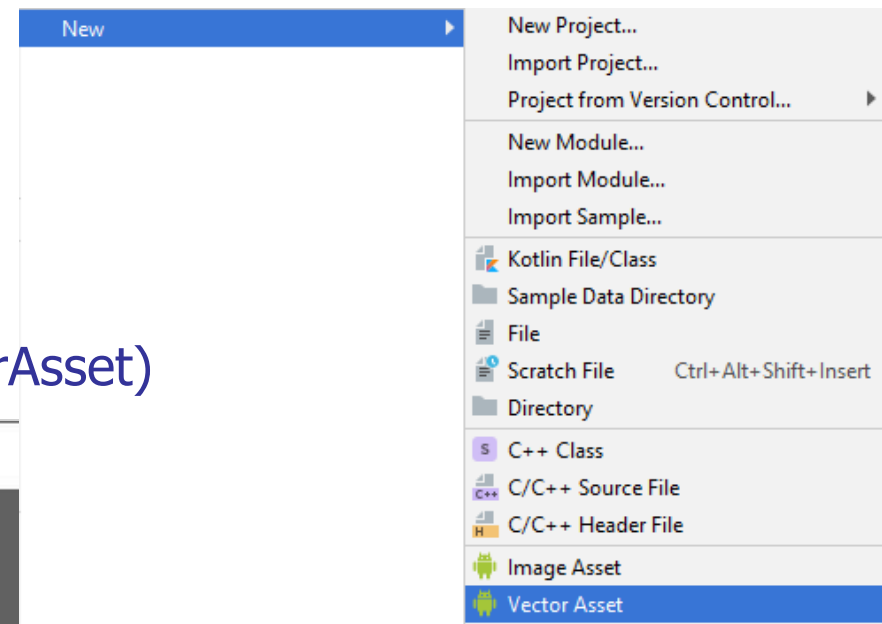 New
New Project...
Import Project...
Project from Version Control...
New Module...
Import Module...
Import Sample...
Kotlin File/Class
Sample Data Directory
File
rAsset)
Scratch File Ctrl+Alt+Shift+Insert
Directory
S C++ Class
C++ C/C++ Source File
H C/C++ Header File
Image Asset
Vector Asset